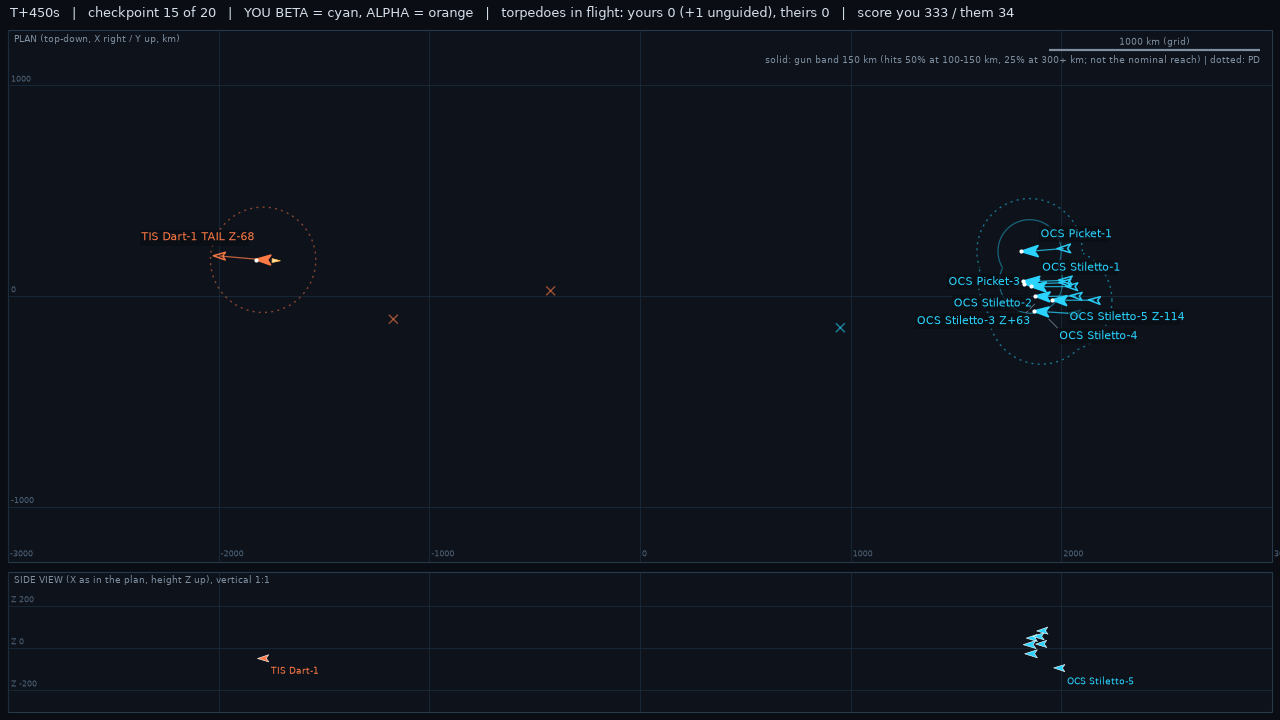 T+450s | checkpoint 15 of 20 | YOU BETA = cyan, ALPHA = orange | torpedoes in flight: yours 0 (+1 unguided), theirs 0 | score you 333 / them 34
PLAN (top-down, X right / Y up, km)
1000 km (grid)
solid: gun band 150 km (hits 50% at 100-150 km, 25% at 300+ km; not the nominal reach) | dotted: PD
1000
TIS Dart-1 TAIL Z-68
OCS Picket-1
OCS Stiletto-1
OCS Picket-3
0
OCS Stiletto-2
OCS Stiletto-5 Z-114
OCS Stiletto-3 Z+63
OCS Stiletto-4
-1000
-3000
-2000
-1000
0
1000
2000
SIDE VIEW (X as in the plan, height Z up), vertical 1:1
Z 200
Z 0
TIS Dart-1
Z -200
OCS Stiletto-5